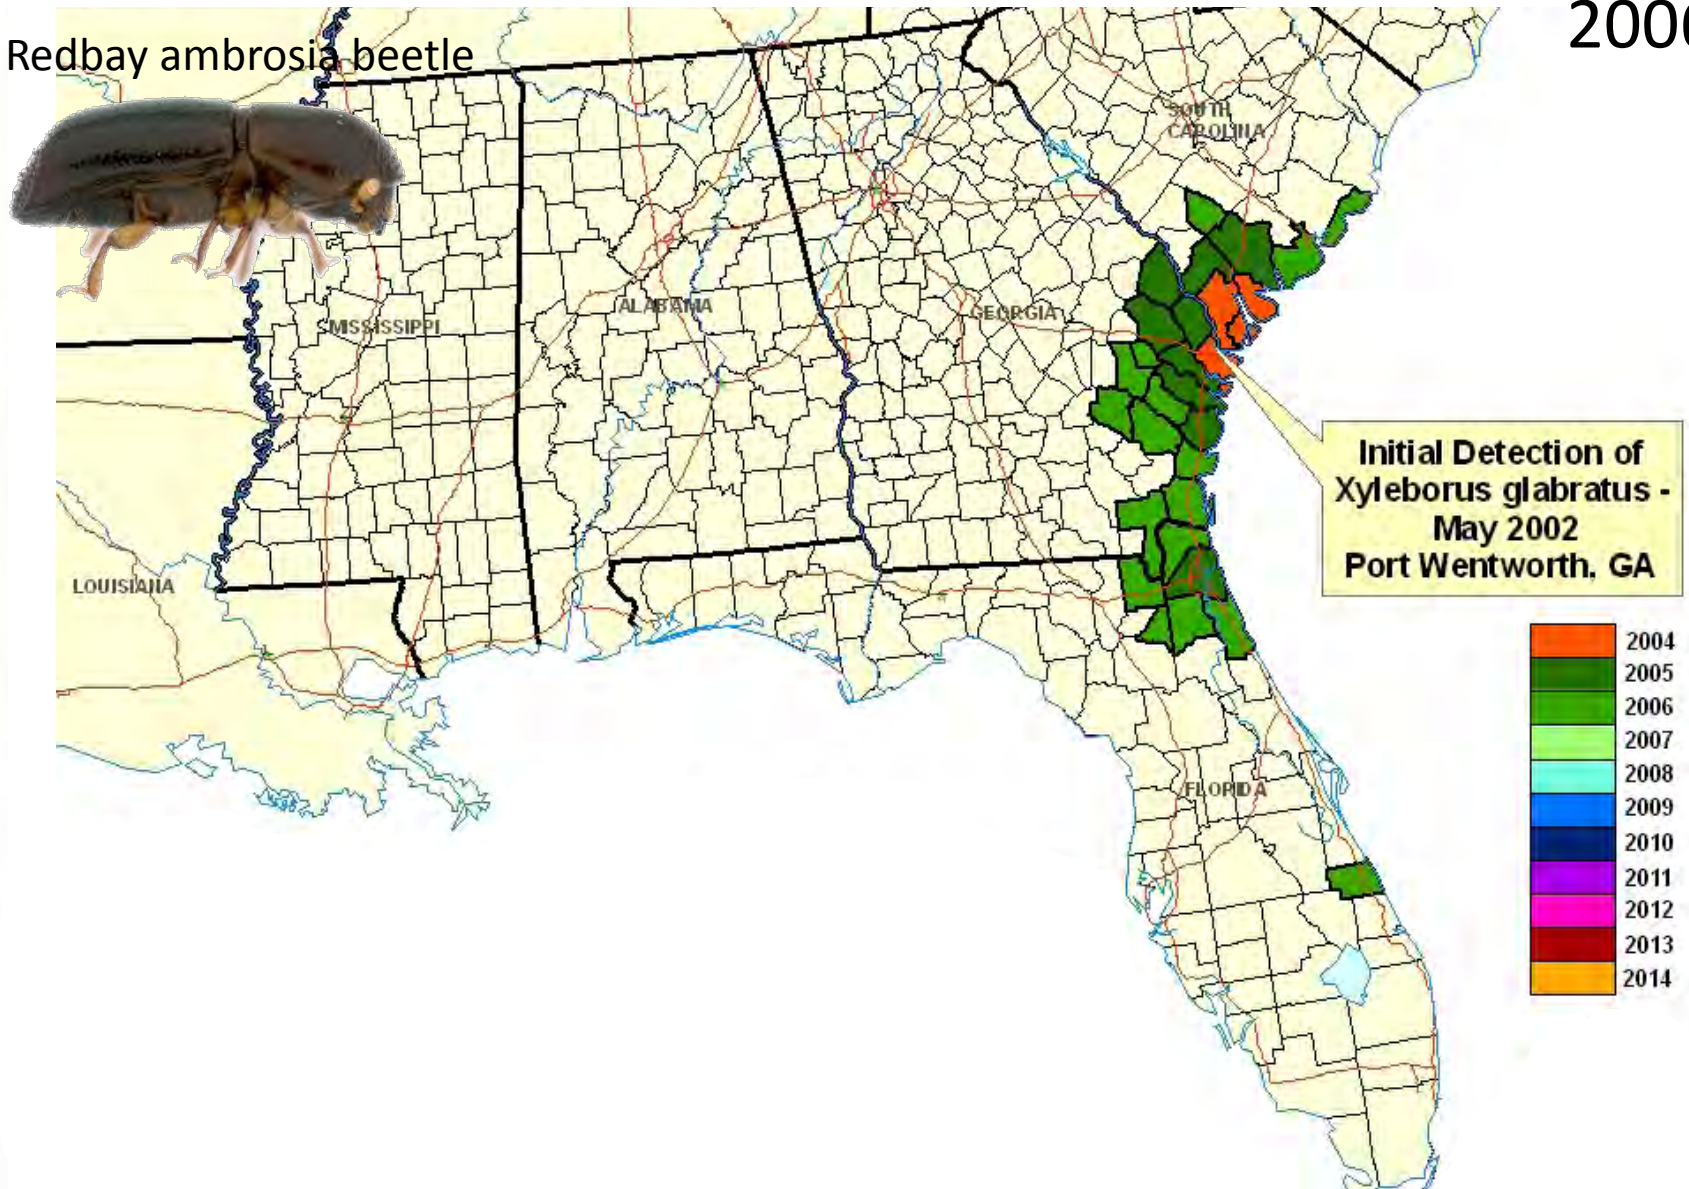 2006
Redbay ambrosia beetle
SOUTH
CAROLINA
MISSISSIPPI
ALABAMA
GEORGIA
Initial Detection of
Xyleborus glabratus -
May 2002
Port Wentworth, GA
LOUISIANA
FLORIDA
2004
2005
2006
2007
2008
2009
2010
2011
2012
2013
2014